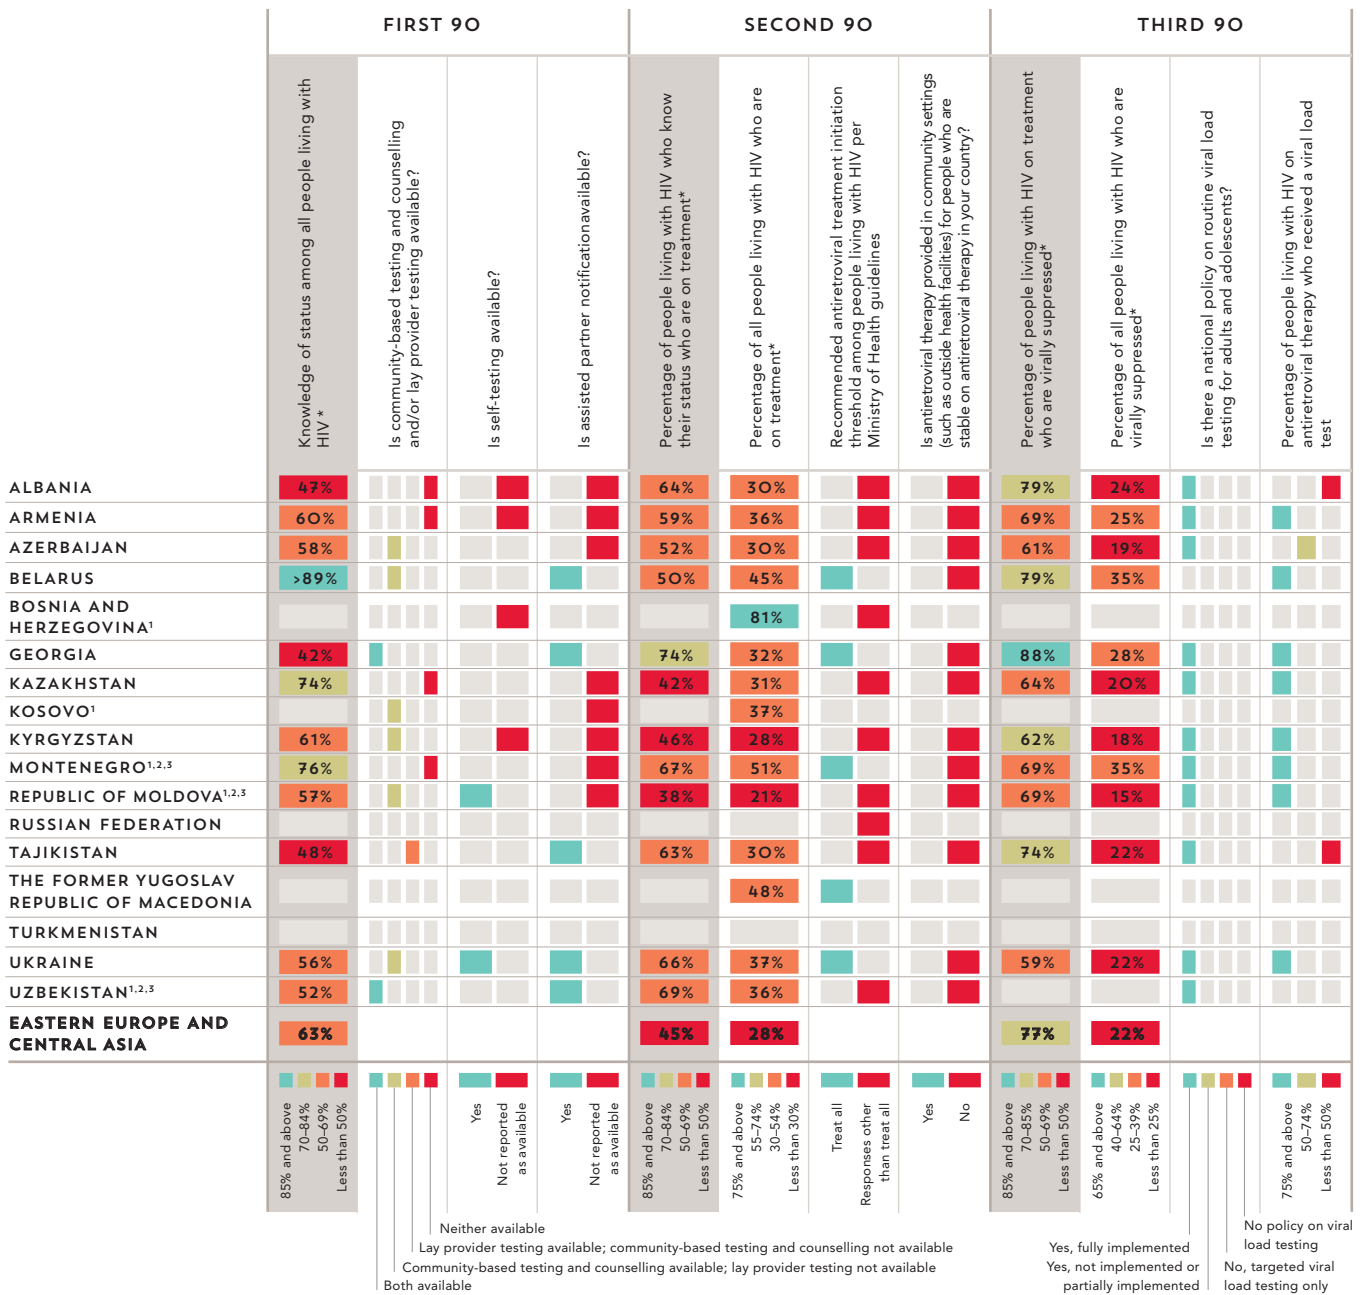 FIRST 90
SECOND 90
THIRD 90
Knowledge of status among all people living with
HIV *
Is community-based testing and counselling
and/or lay provider testing available?
Is self-testing available?
Is assisted partner notificationavailable?
Percentage of people living with HIV who know
their status who are on treatment*
Percentage of all people living with HIV who are
on treatment*
Recommended antiretroviral treatment initiation
threshold among people living with HIV per
Ministry of Health guidelines
Is antiretroviral therapy provided in community settings
(such as outside health facilities) for people who are
stable on antiretroviral therapy in your country?
Percentage of people living with HIV on treatment
who are virally suppressed*
Percentage of all people living with HIV who are
virally suppressed*
Is there a national policy on routine viral load
testing for adults and adolescents?
Percentage of people living with HIV on
antiretroviral therapy who received a viral load
test
ALBANIA 47% 64% 30% 79% 24%
ARMENIA 60% 59% 36% 69% 25%
AZERBAIJAN 58% 52% 30% 61% 19%
BELARUS >89% 50% 45% 79% 35%
BOSNIA AND
HERZEGOVINA¹ 81%
GEORGIA 42% 74% 32% 88% 28%
KAZAKHSTAN 74% 42% 31% 64% 20%
KOSOVO¹ 37%
KYRGYZSTAN 61% 46% 28% 62% 18%
MONTENEGRO¹,²,³ 76% 67% 51% 69% 35%
REPUBLIC OF MOLDOVA¹,²,³ 57% 38% 21% 69% 15%
RUSSIAN FEDERATION
TAJIKISTAN 48% 63% 30% 74% 22%
THE FORMER YUGOSLAV
REPUBLIC OF MACEDONIA 48%
TURKMENISTAN
UKRAINE 56% 66% 37% 59% 22%
UZBEKISTAN¹,²,³ 52% 69% 36%
EASTERN EUROPE AND
CENTRAL ASIA 63% 45% 28% 77% 22%
85% and above
70–84%
50–69%
Less than 50%
Yes
Not reported
as available
Yes
Not reported
as available
85% and above
70–84%
50–69%
Less than 50%
75% and above
55–74%
30–54%
Less than 30%
Treat all
Responses other
than treat all
Yes
No
85% and above
70–85%
50–69%
Less than 50%
65% and above
40–64%
25–39%
Less than 25%
75% and above
50–74%
Less than 50%
Neither available
Lay provider testing available; community-based testing and counselling not available
Community-based testing and counselling available; lay provider testing not available
Both available
Yes, fully implemented
Yes, not implemented or
partially implemented
No policy on viral
load testing
No, targeted viral
load testing only